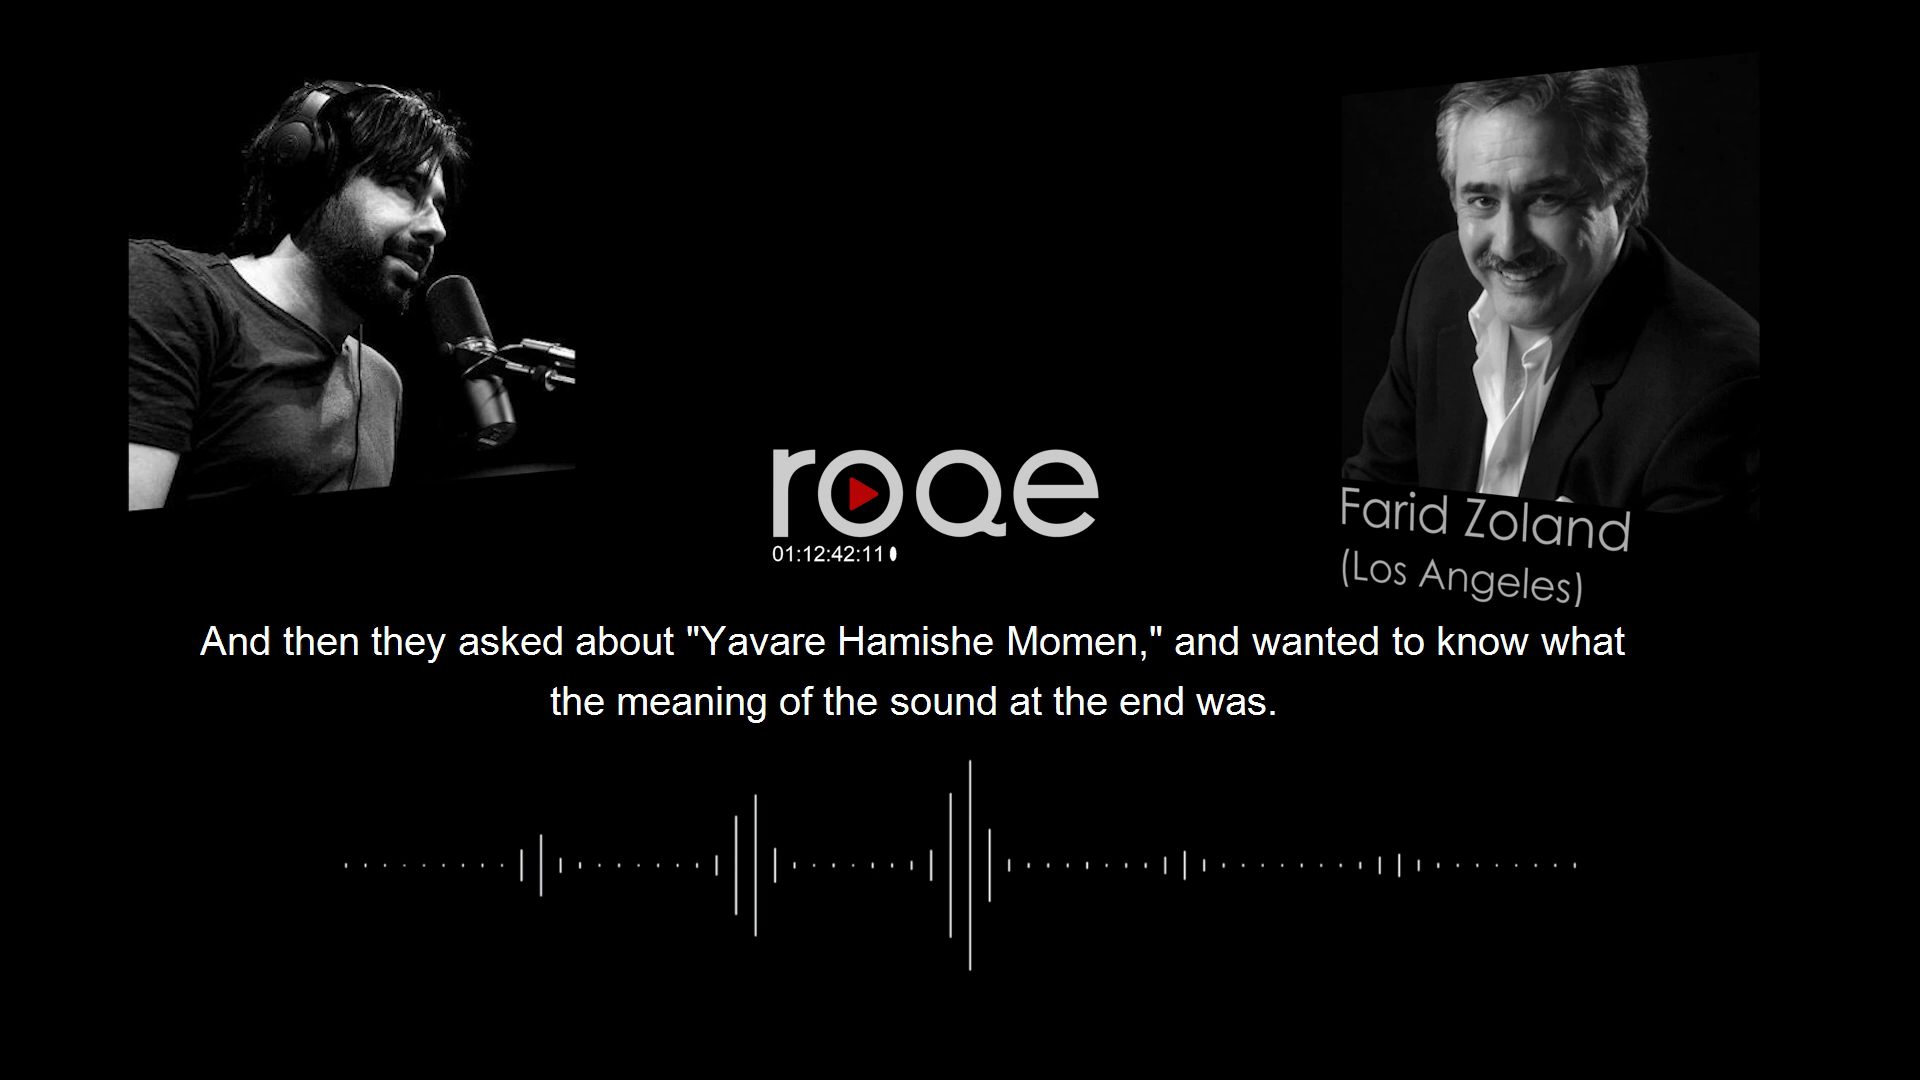 roqe
01:12:42:11
Farid Zoland
(Los Angeles)
And then they asked about "Yavare Hamishe Momen," and wanted to know what
the meaning of the sound at the end was.